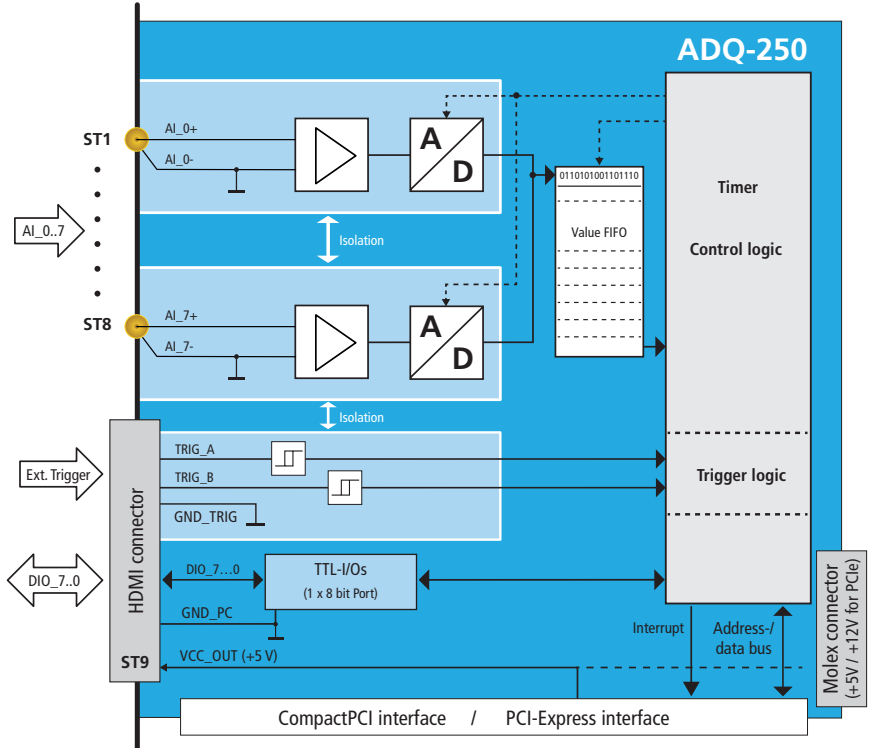 ADQ-250
ST1
AI_0+
AI_0-
A
D
0110101001101110
Value FIFO
Timer
Control logic
AI_0..7
Isolation
ST8
AI_7+
AI_7-
A
D
Isolation
Ext. Trigger
TRIG_A
TRIG_B
GND_TRIG
Trigger logic
HDMI connector
DIO_7..0
DIO_7...0
TTL-I/Os
(1 x 8 bit Port)
GND_PC
ST9
VCC_OUT (+5 V)
Interrupt
Address-/
data bus
Molex connector
(+5V / +12V for PCIe)
CompactPCI interface / PCI-Express interface